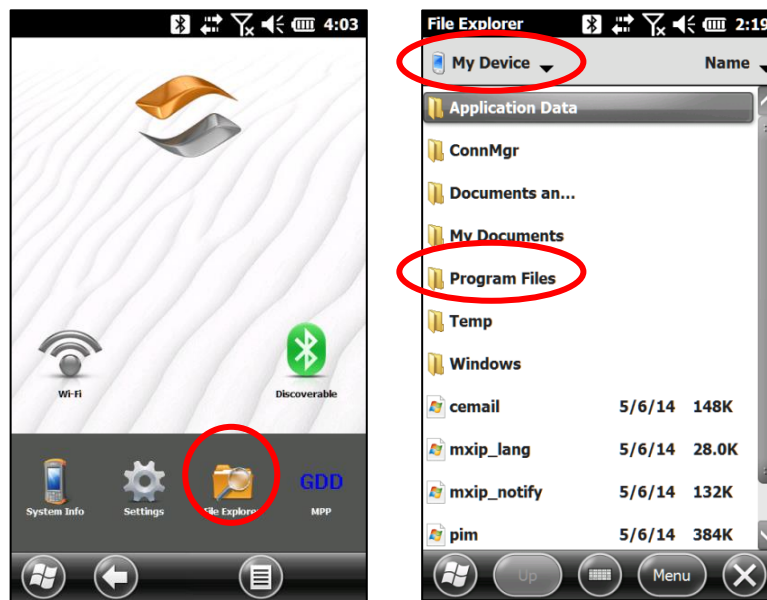 4:03
Wi-Fi
Discoverable
System Info
Settings
File Explorer
GDD
MPP
File Explorer
2:19
My Device
Name
Application Data
ConnMgr
Documents an...
My Documents
Program Files
Temp
Windows
cemail 5/6/14 148K
mxip_lang 5/6/14 28.0K
mxip_notify 5/6/14 132K
pim 5/6/14 384K
Up
Menu